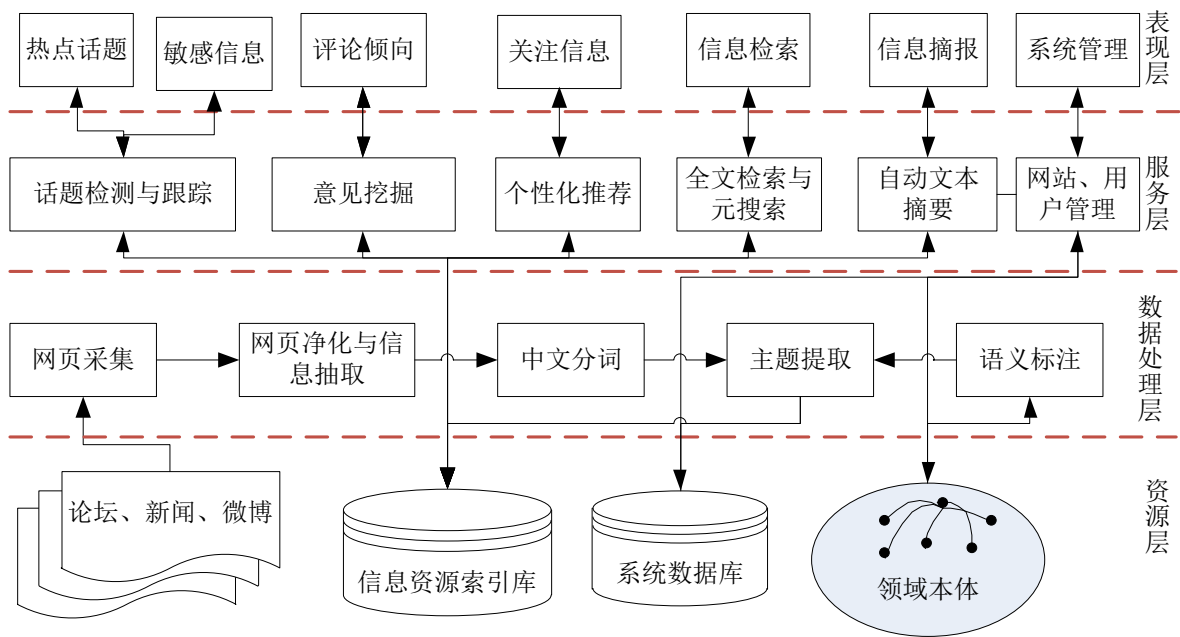 热点话题
敏感信息
评论倾向
关注信息
信息检索
信息摘报
系统管理
表现层
话题检测与跟踪
意见挖掘
个性化推荐
全文检索与
元搜索
自动文本
摘要
网站、用
户管理
服务层
网页采集
网页净化与信
息抽取
中文分词
主题提取
语义标注
数据处理层
论坛、新闻、微博
信息资源索引库
系统数据库
领域本体
资源层